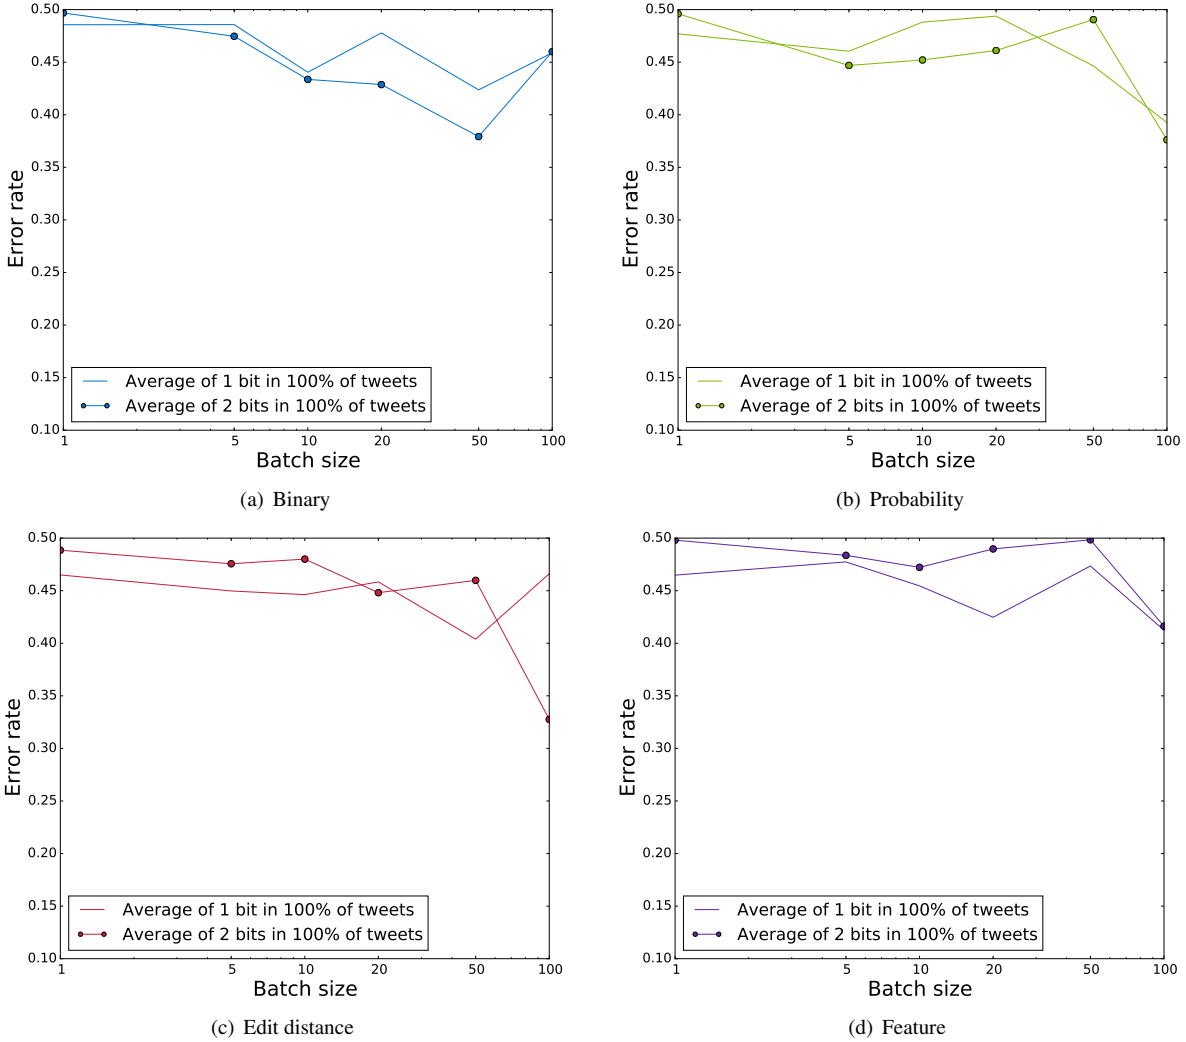 0.50
0.45
0.40
0.35
0.30
0.25
0.20
0.15
0.10
Error rate
Average of 1 bit in 100% of tweets
Average of 2 bits in 100% of tweets
1 5 10 20 50 100
Batch size
(a) Binary
0.50
0.45
0.40
0.35
0.30
0.25
0.20
0.15
0.10
Error rate
Average of 1 bit in 100% of tweets
Average of 2 bits in 100% of tweets
1 5 10 20 50 100
Batch size
(b) Probability
0.50
0.45
0.40
0.35
0.30
0.25
0.20
0.15
0.10
Error rate
Average of 1 bit in 100% of tweets
Average of 2 bits in 100% of tweets
1 5 10 20 50 100
Batch size
(c) Edit distance
0.50
0.45
0.40
0.35
0.30
0.25
0.20
0.15
0.10
Error rate
Average of 1 bit in 100% of tweets
Average of 2 bits in 100% of tweets
1 5 10 20 50 100
Batch size
(d) Feature